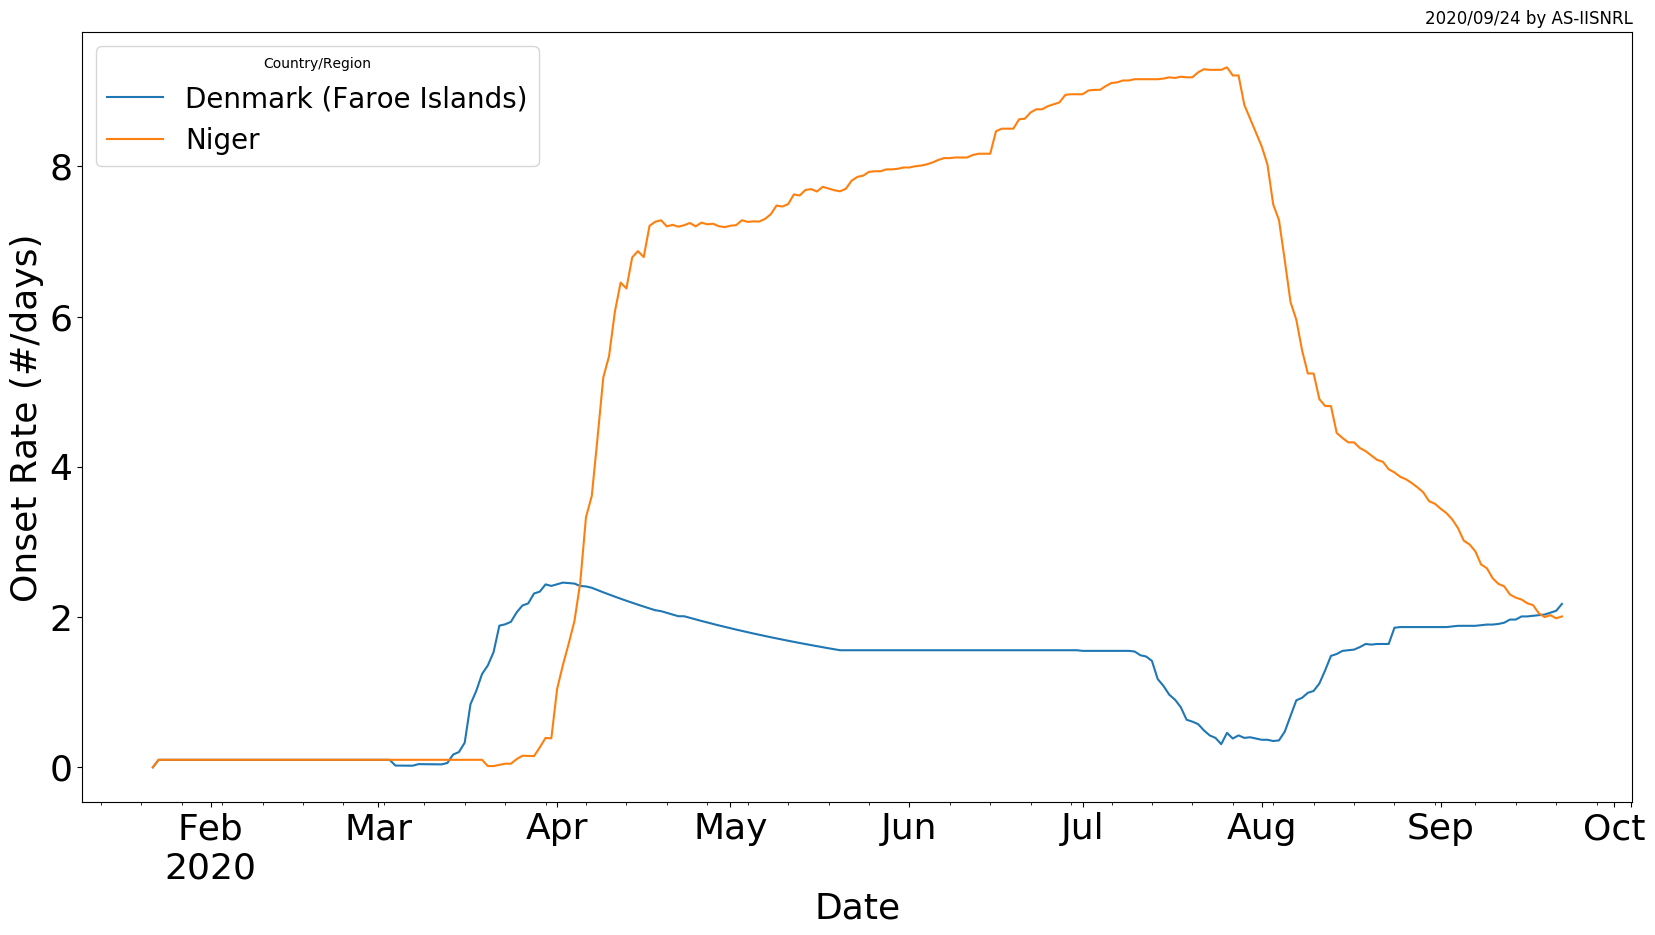 2020/09/24 by AS-IISNRL
Country/Region
Denmark (Faroe Islands)
Niger
Onset Rate (#/days)
8
6
4
2
0
Feb Mar Apr May Jun Jul Aug Sep Oct
2020
Date